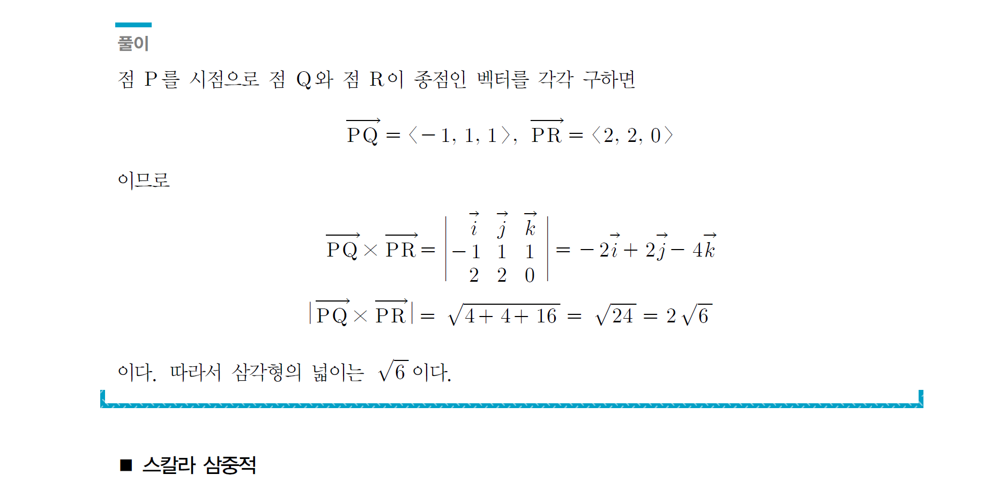 풀이
점 P를 시점으로 점 Q와 점 R이 종점인 벡터를 각각 구하면
$\overrightarrow{PQ} = \langle -1, 1, 1 \rangle, \overrightarrow{PR} = \langle 2, 2, 0 \rangle$
이므로
$\overrightarrow{PQ} \times \overrightarrow{PR} = \begin{vmatrix} \vec{i} & \vec{j} & \vec{k} \\ -1 & 1 & 1 \\ 2 & 2 & 0 \end{vmatrix} = -2\vec{i} + 2\vec{j} - 4\vec{k}$
$|\overrightarrow{PQ} \times \overrightarrow{PR}| = \sqrt{4+4+16} = \sqrt{24} = 2\sqrt{6}$
이다. 따라서 삼각형의 넓이는 $\sqrt{6}$이다.
■ 스칼라 삼중적